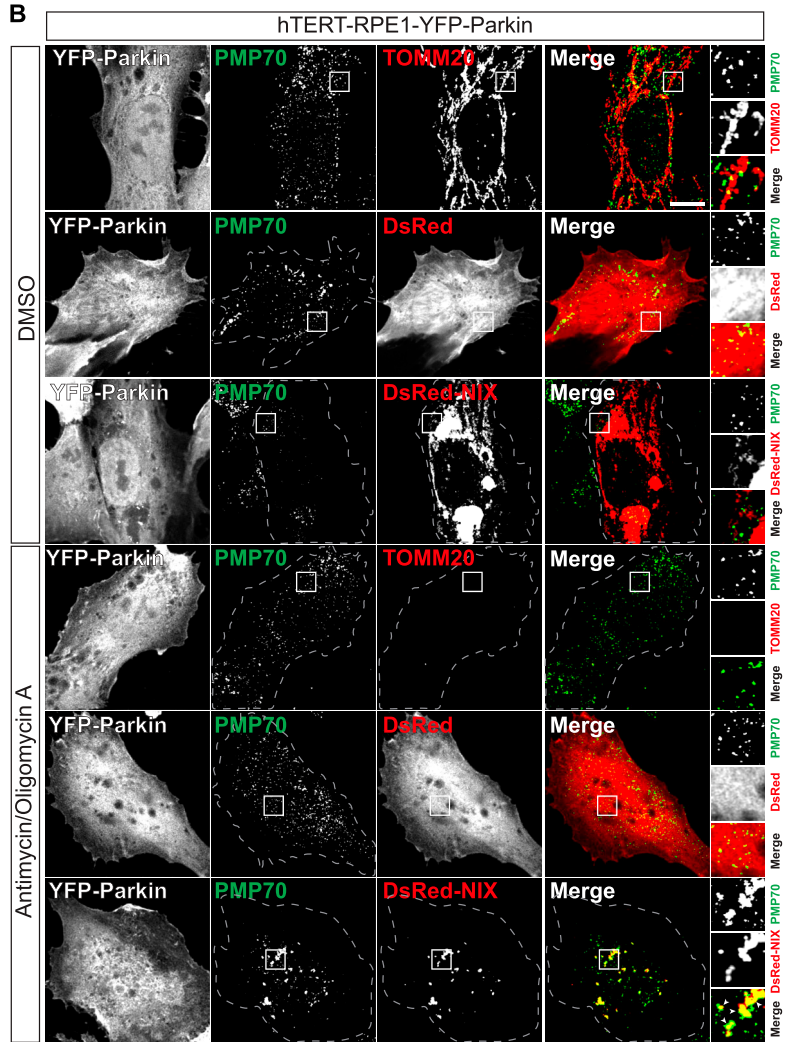 B
hTERT-RPE1-YFP-Parkin
DMSO
YFP-Parkin PMP70 TOMM20 Merge
PMP70
TOMM20
Merge
YFP-Parkin PMP70 DsRed Merge
PMP70
DsRed
Merge
YFP-Parkin PMP70 DsRed-NIX Merge
PMP70
DsRed-NIX
Merge
Antimycin/Oligomycin A
YFP-Parkin PMP70 TOMM20 Merge
PMP70
TOMM20
Merge
YFP-Parkin PMP70 DsRed Merge
PMP70
DsRed
Merge
YFP-Parkin PMP70 DsRed-NIX Merge
PMP70
DsRed-NIX
Merge